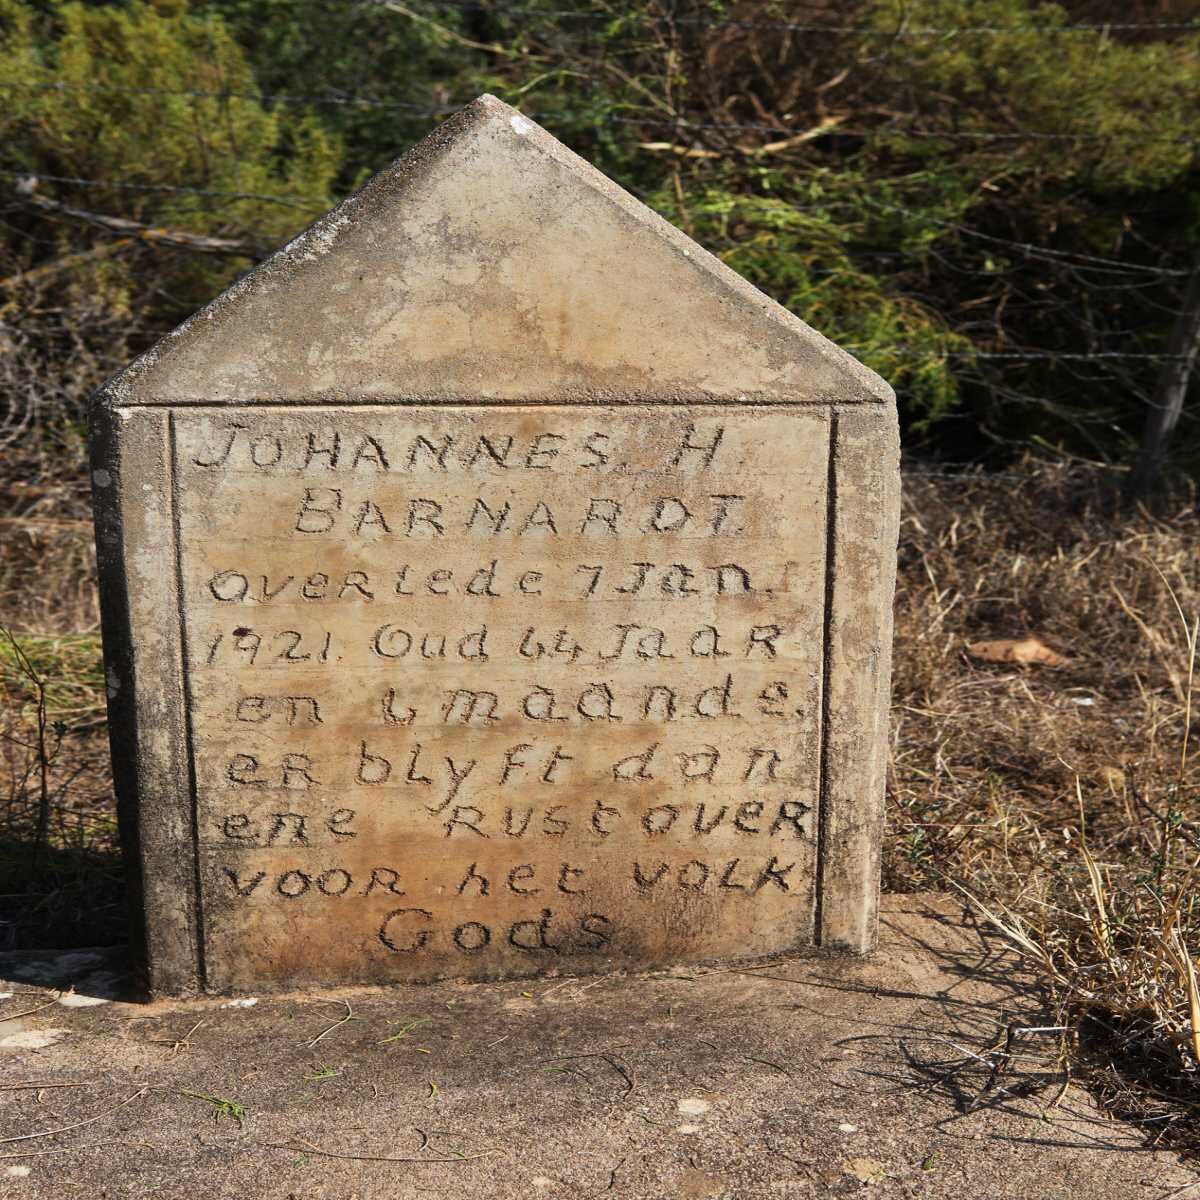 JOHANNES. H.
BARNARDT.
overlede 7 Jan.
1921. Oud 64 Jaar
en 6 maande.
er blyft dan
ene rust over
voor het volk
Gods